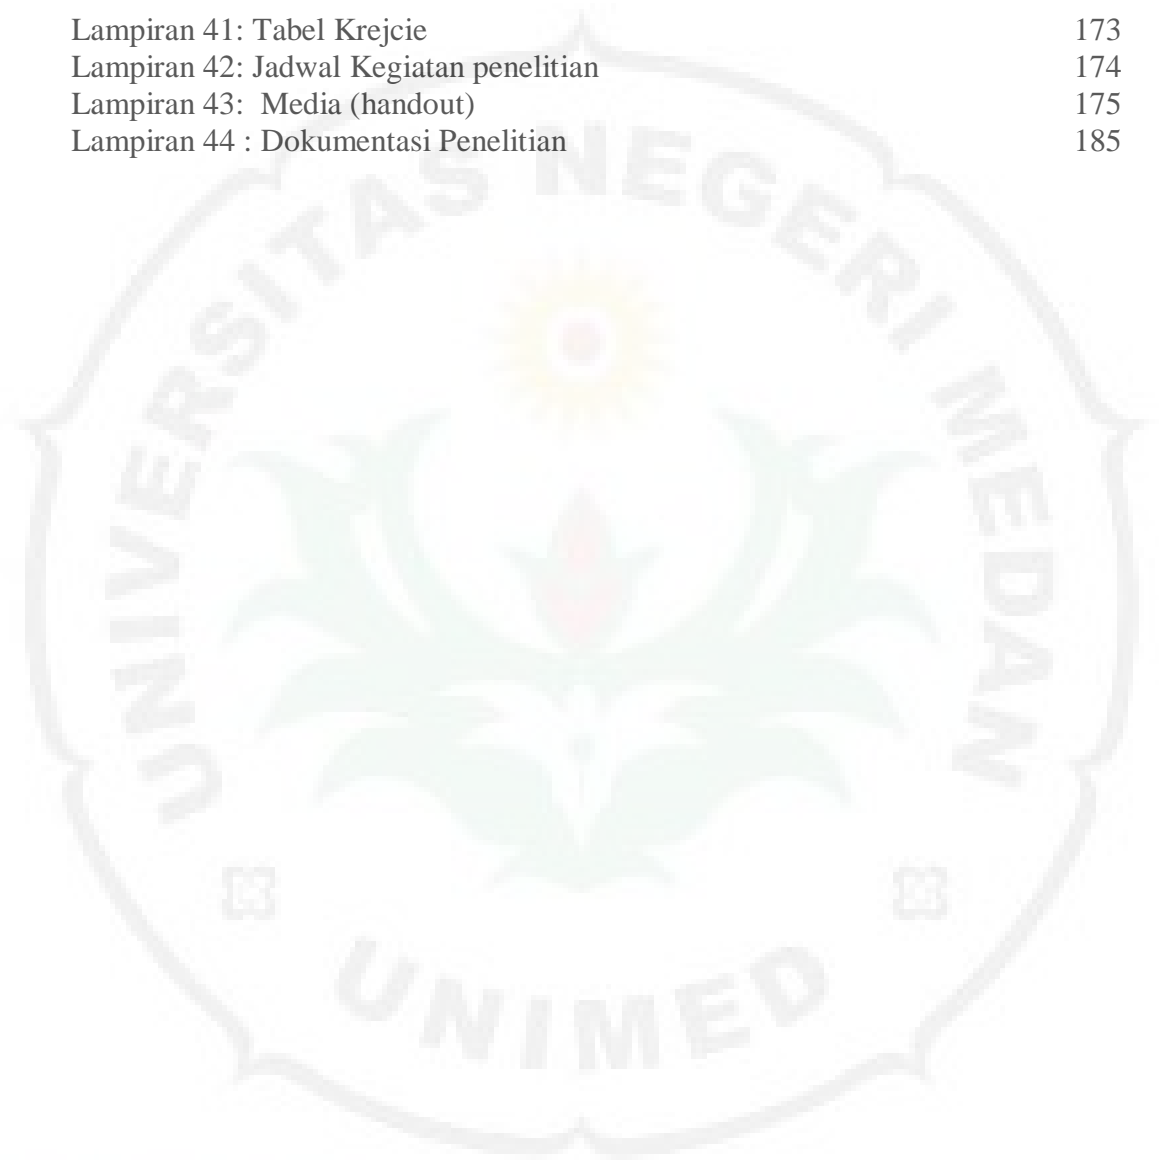 Lampiran 41: Tabel Krejcie 173
Lampiran 42: Jadwal Kegiatan penelitian 174
Lampiran 43:  Media (handout) 175
Lampiran 44 : Dokumentasi Penelitian 185
UNIVERSITAS NEGERI MEDAN
UNIMED